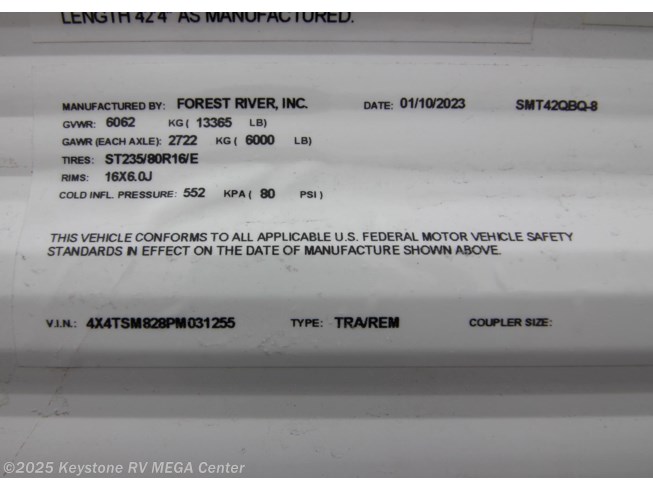 LENGTH 42'4" AS MANUFACTURED.
MANUFACTURED BY: FOREST RIVER, INC. DATE: 01/10/2023 SMT42QBQ-8
GVWR: 6062 KG ( 13365 LB)
GAWR (EACH AXLE): 2722 KG ( 6000 LB)
TIRES: ST235/80R16/E
RIMS: 16X6.0J
COLD INFL. PRESSURE: 552 KPA ( 80 PSI )
THIS VEHICLE CONFORMS TO ALL APPLICABLE U.S. FEDERAL MOTOR VEHICLE SAFETY
STANDARDS IN EFFECT ON THE DATE OF MANUFACTURE SHOWN ABOVE.
V.I.N.: 4X4TSM828PM031255 TYPE: TRA/REM COUPLER SIZE:
©2025 Keystone RV MEGA Center